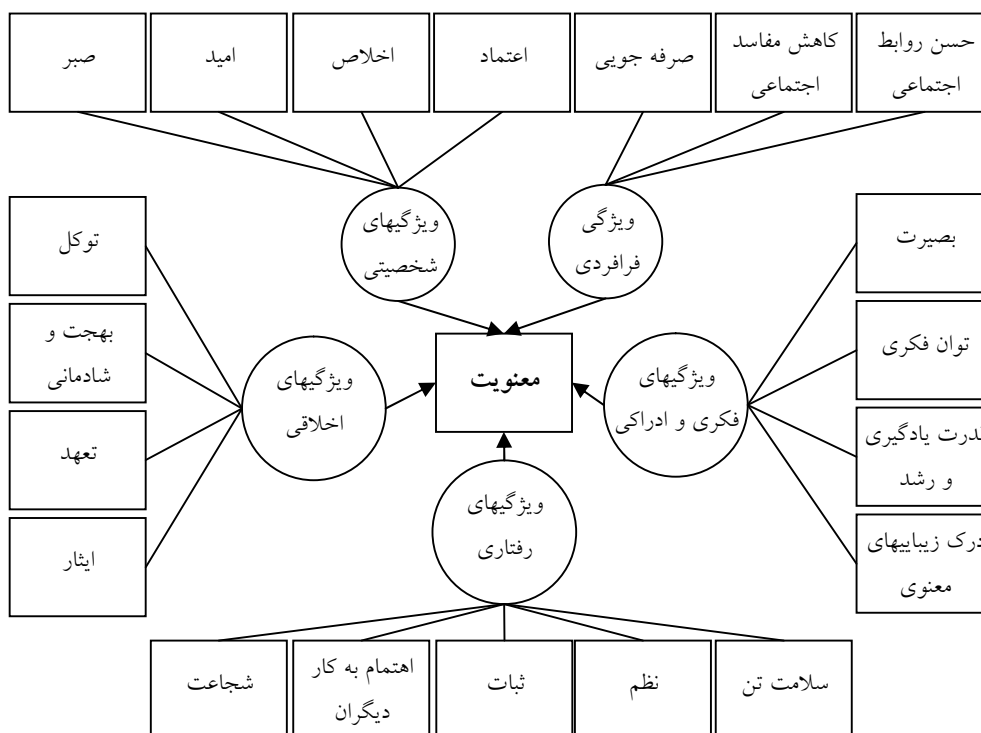 حسن روابط
اجتماعی
کاهش مفاسد
اجتماعی
صرفه جویی
اعتماد
اخلاص
امید
صبر
ویژگی
فرافردی
ویژگیهای
شخصیتی
بصیرت
توان فکری
قدرت یادگیری
و رشد
درک زیباییهای
معنوی
ویژگیهای
فکری و ادراکی
معنویت
ویژگیهای
اخلاقی
توکل
بهجت و
شادمانی
تعهد
ایثار
ویژگیهای
رفتاری
سلامت تن
نظم
ثبات
اهتمام به کار
دیگران
شجاعت